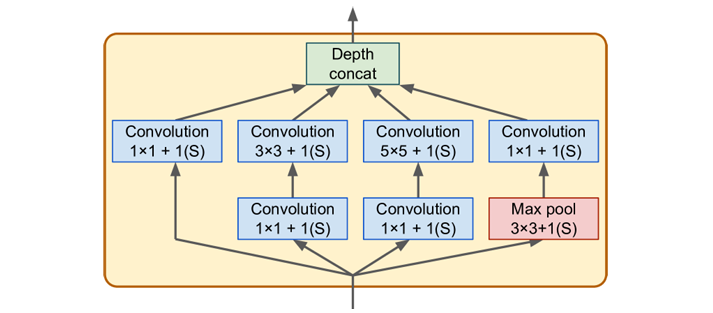 Depth
concat
Convolution
1×1 + 1(S)
Convolution
3×3 + 1(S)
Convolution
5×5 + 1(S)
Convolution
1×1 + 1(S)
Convolution
1×1 + 1(S)
Convolution
1×1 + 1(S)
Max pool
3×3+1(S)